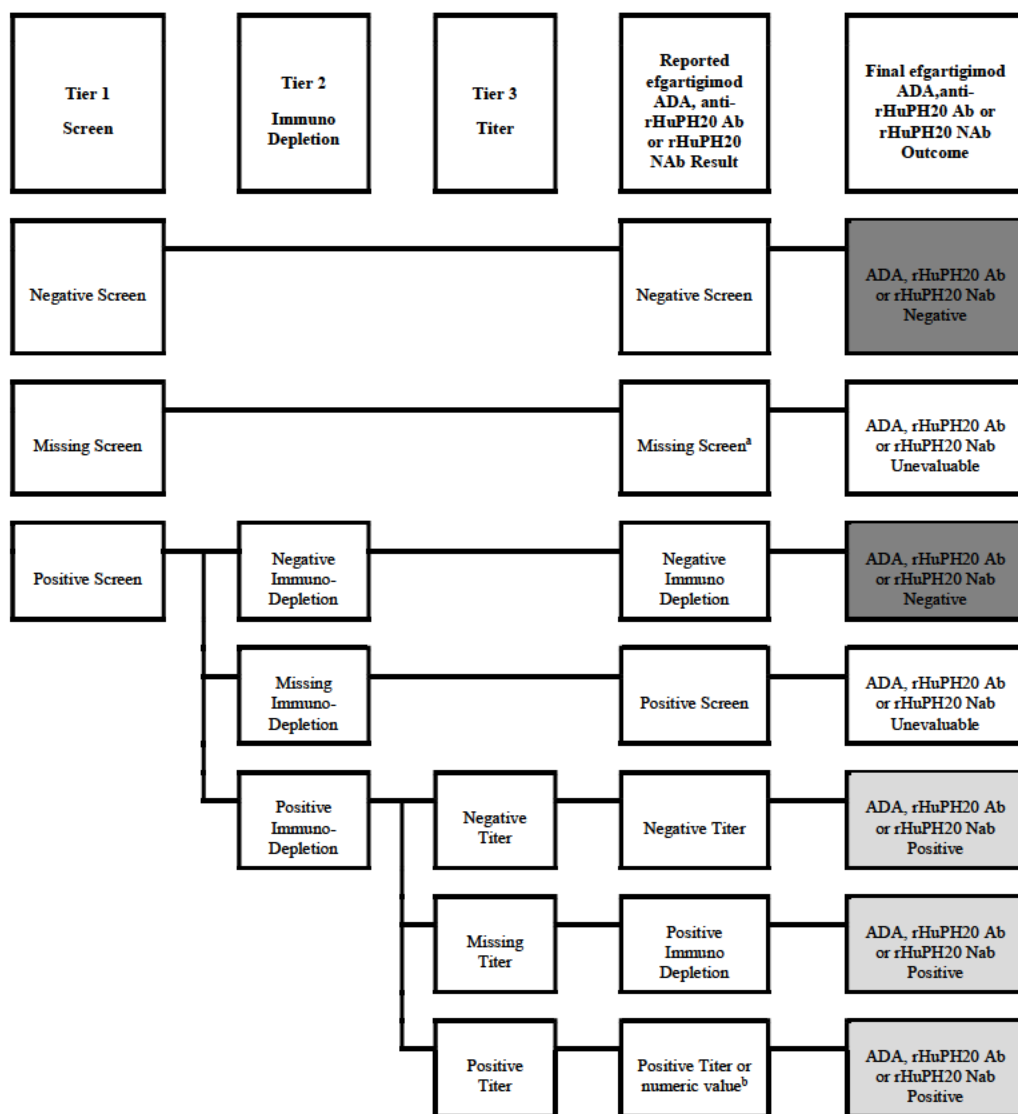 Tier 1
Screen
Tier 2
Immuno
Depletion
Tier 3
Titer
Reported
efgartigimod
ADA, anti-
rHuPH20 Ab
or rHuPH20
NAb Result
Final efgartigimod
ADA,anti-
rHuPH20 Ab or
rHuPH20 NAb
Outcome
Negative Screen
Negative Screen
ADA, rHuPH20 Ab
or rHuPH20 Nab
Negative
Missing Screen
Missing Screenᵃ
ADA, rHuPH20 Ab
or rHuPH20 Nab
Unevaluable
Positive Screen
Negative
Immuno-
Depletion
Negative
Immuno
Depletion
ADA, rHuPH20 Ab
or rHuPH20 Nab
Negative
Missing
Immuno-
Depletion
Positive Screen
ADA, rHuPH20 Ab
or rHuPH20 Nab
Unevaluable
Positive
Immuno-
Depletion
Negative
Titer
Negative Titer
ADA, rHuPH20 Ab
or rHuPH20 Nab
Positive
Missing
Titer
Positive
Immuno
Depletion
ADA, rHuPH20 Ab
or rHuPH20 Nab
Positive
Positive
Titer
Positive Titer or
numeric valueᵇ
ADA, rHuPH20 Ab
or rHuPH20 Nab
Positive